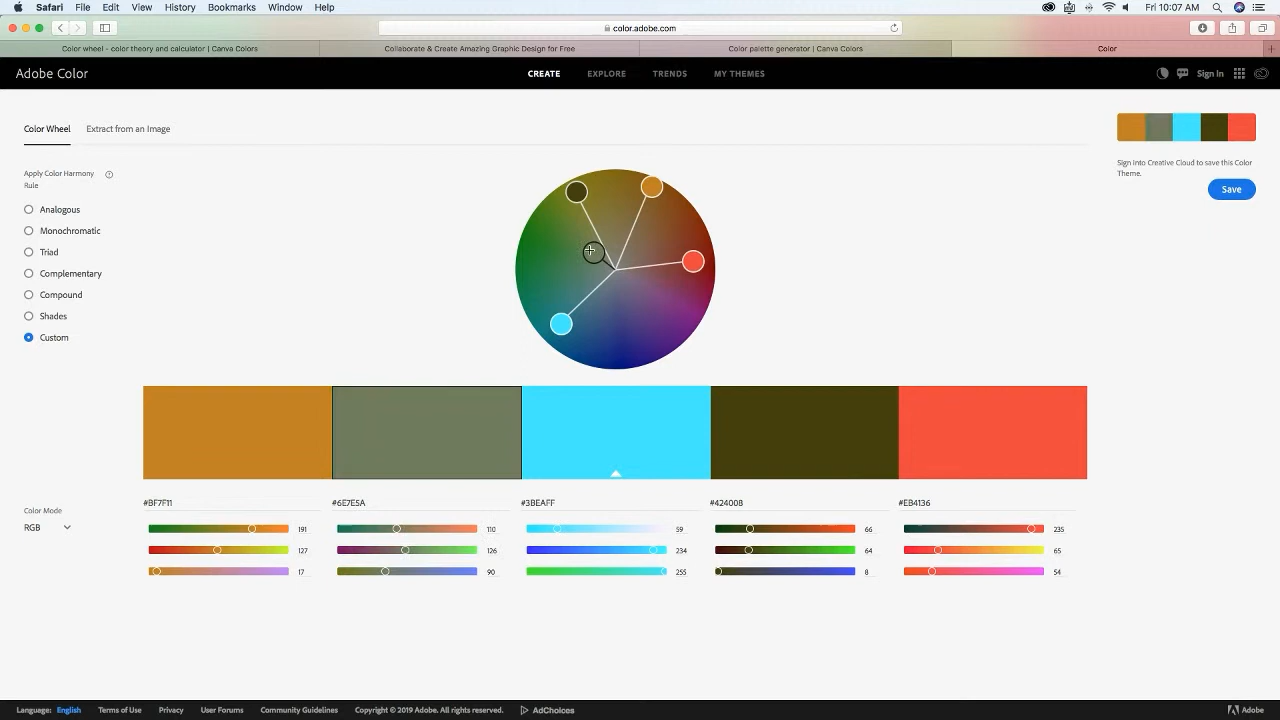 Safari File Edit View History Bookmarks Window Help Fri 10:07 AM
color.adobe.com
Color wheel - color theory and calculator | Canva Colors Collaborate & Create Amazing Graphic Design for Free Color palette generator | Canva Colors Color
Adobe Color CREATE EXPLORE TRENDS MY THEMES Sign In
Color Wheel Extract from an Image
Sign Into Creative Cloud to save this Color
Theme.
Save
Apply Color Harmony
Rule
Analogous
Monochromatic
Triad
Complementary
Compound
Shades
Custom
#BF7F11 #6E7E5A #3BEAFF #424008 #EB4136
Color Mode
RGB
191 110 59 66 235
127 126 234 64 65
17 90 255 8 54
Language: English Terms of Use Privacy User Forums Community Guidelines Copyright © 2019 Adobe. All rights reserved. AdChoices Adobe